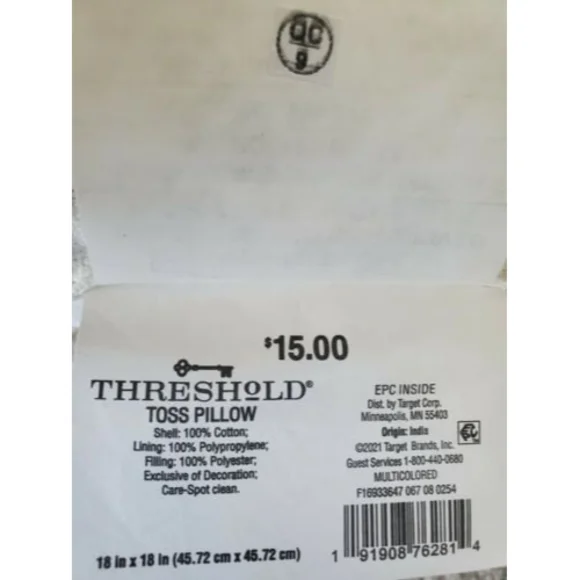 QC
9
$15.00
THRESHOLD®
TOSS PILLOW
Shell: 100% Cotton;
Lining: 100% Polypropylene;
Filling: 100% Polyester;
Exclusive of Decoration;
Care-Spot clean.
18 in x 18 in (45.72 cm x 45.72 cm)
EPC INSIDE
Dist. by Target Corp.
Minneapolis, MN 55403
Origin: India
©2021 Target Brands, Inc.
Guest Services 1-800-440-0680
MULTICOLORED
F16933647 067 08 0254
1 91908 76281 4